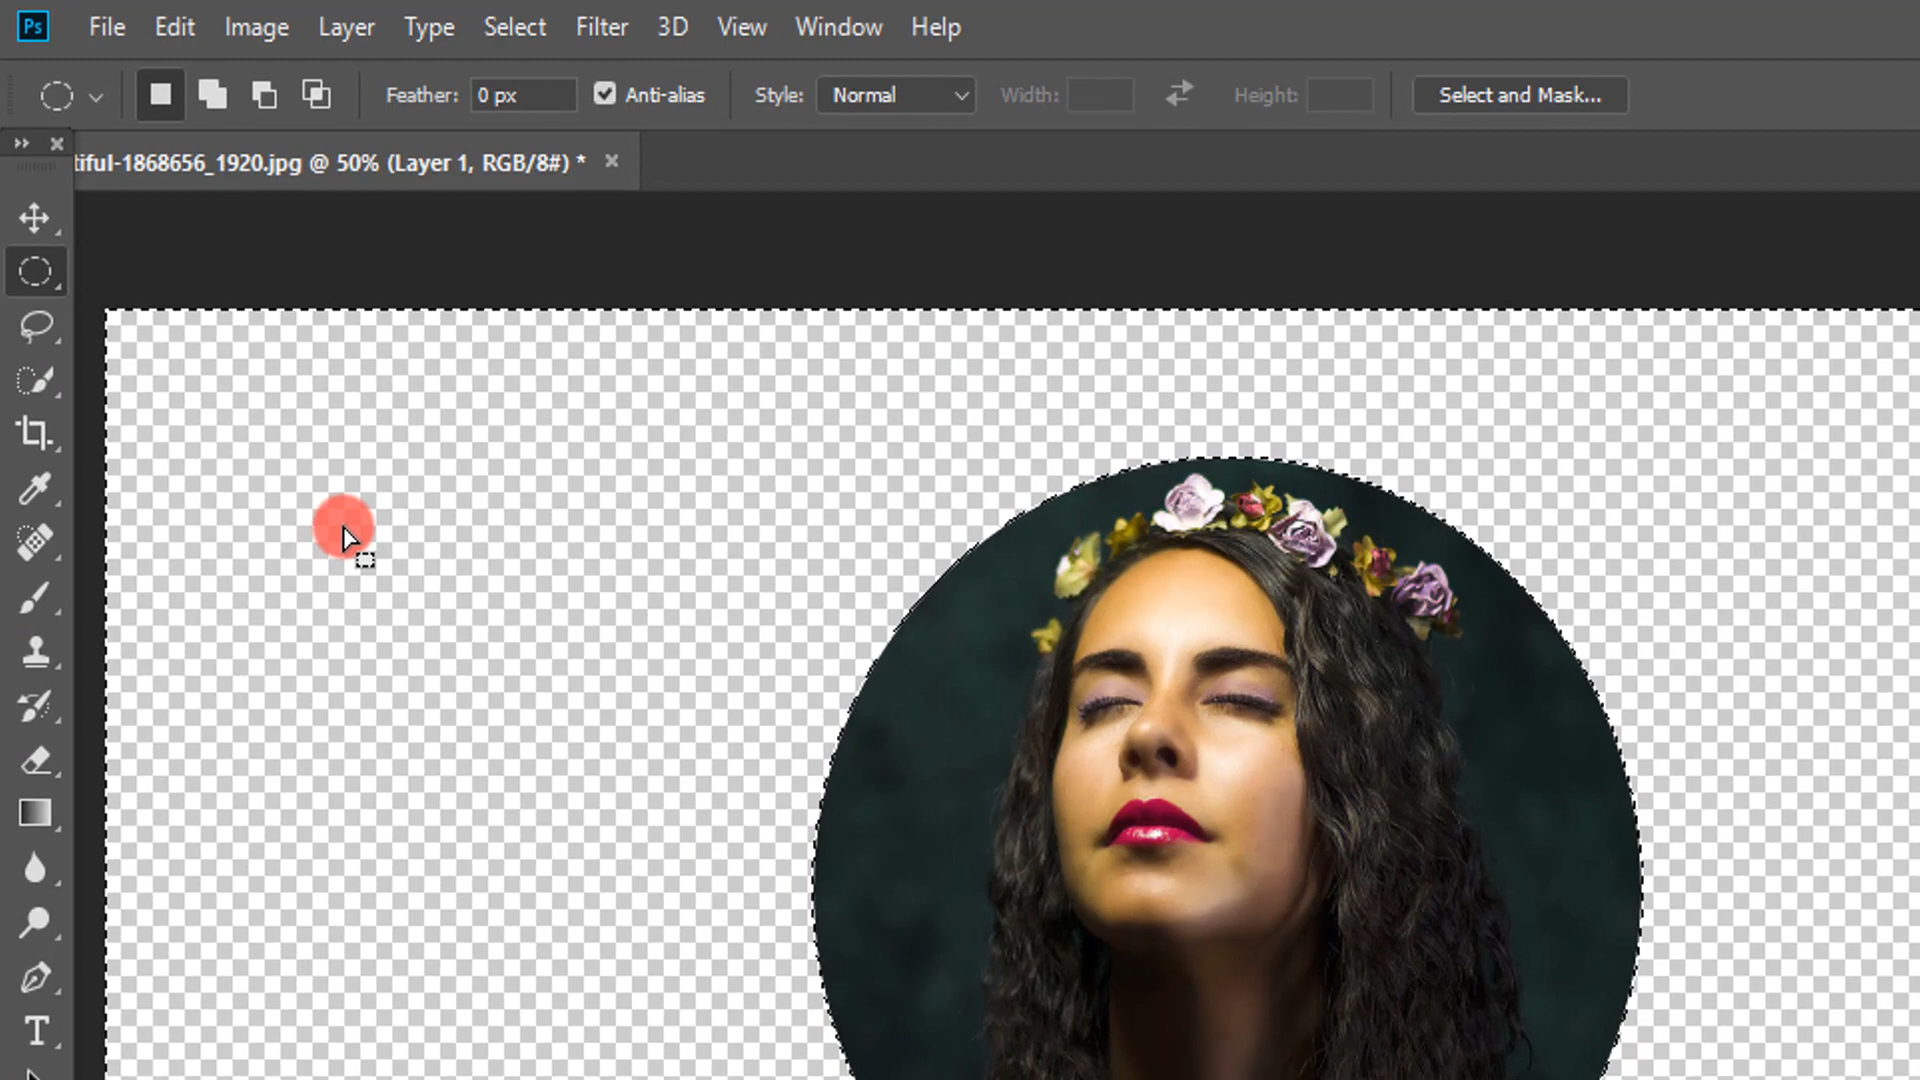 Ps File Edit Image Layer Type Select Filter 3D View Window Help
Feather: 0 px Anti-alias Style: Normal Width: Height: Select and Mask...
tiful-1868656_1920.jpg @ 50% (Layer 1, RGB/8#) *
T